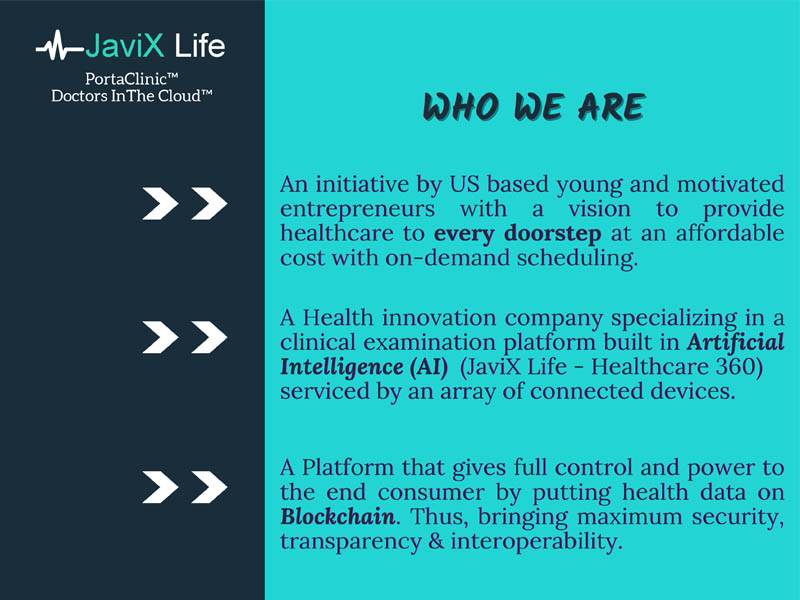 JaviX Life
PortaClinic™
Doctors InThe Cloud™
WHO WE ARE
An initiative by US based young and motivated
entrepreneurs with a vision to provide
healthcare to every doorstep at an affordable
cost with on-demand scheduling.
A Health innovation company specializing in a
clinical examination platform built in Artificial
Intelligence (AI) (JaviX Life - Healthcare 360)
serviced by an array of connected devices.
A Platform that gives full control and power to
the end consumer by putting health data on
Blockchain. Thus, bringing maximum security,
transparency & interoperability.